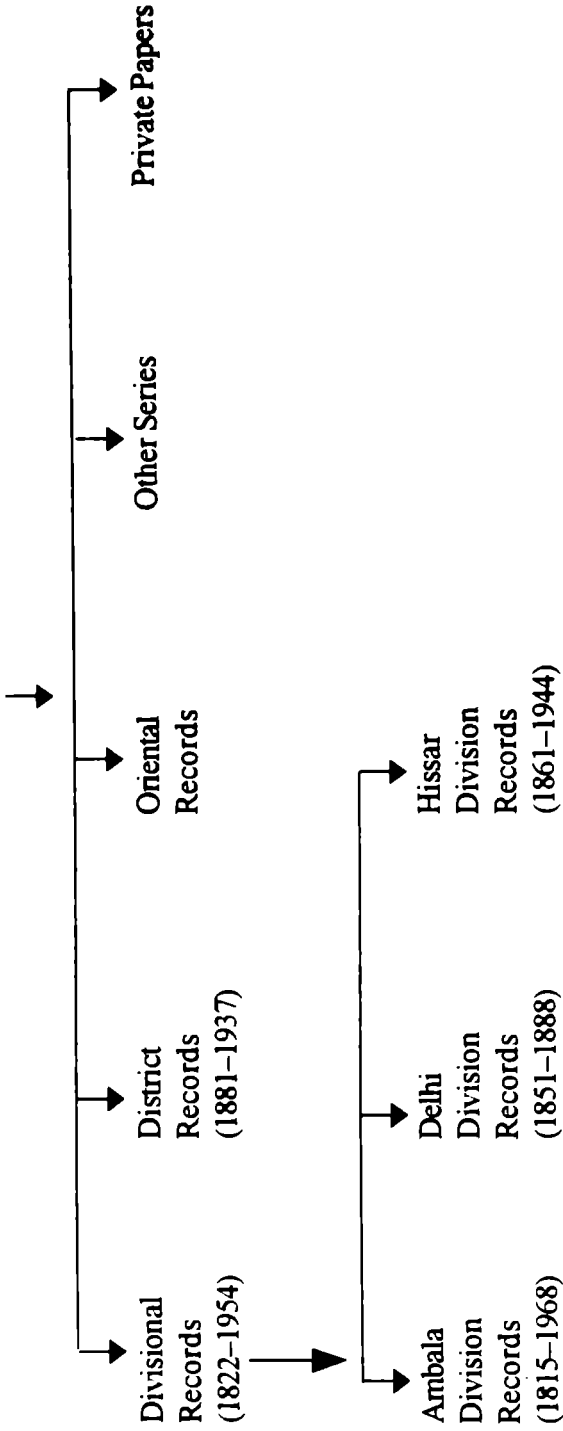 Divisional
Records
(1822–1954)
District
Records
(1881–1937)
Oriental
Records
Other Series
Private Papers
Ambala
Division
Records
(1815–1968)
Delhi
Division
Records
(1851–1888)
Hissar
Division
Records
(1861–1944)